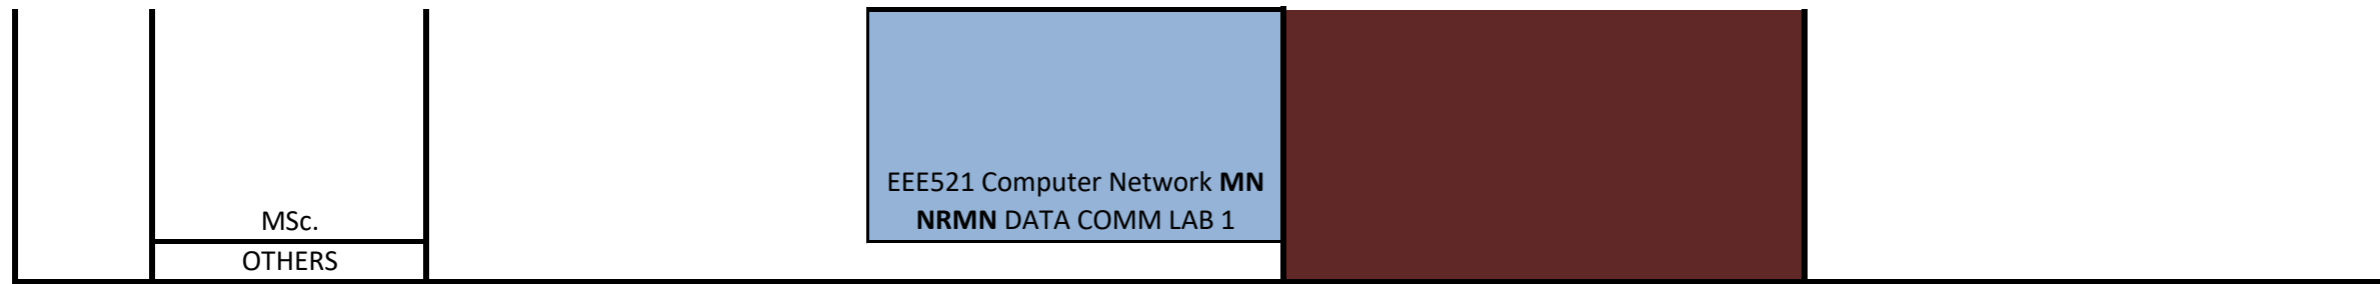 EEE521 Computer Network MN
NRMN DATA COMM LAB 1
MSc.
OTHERS